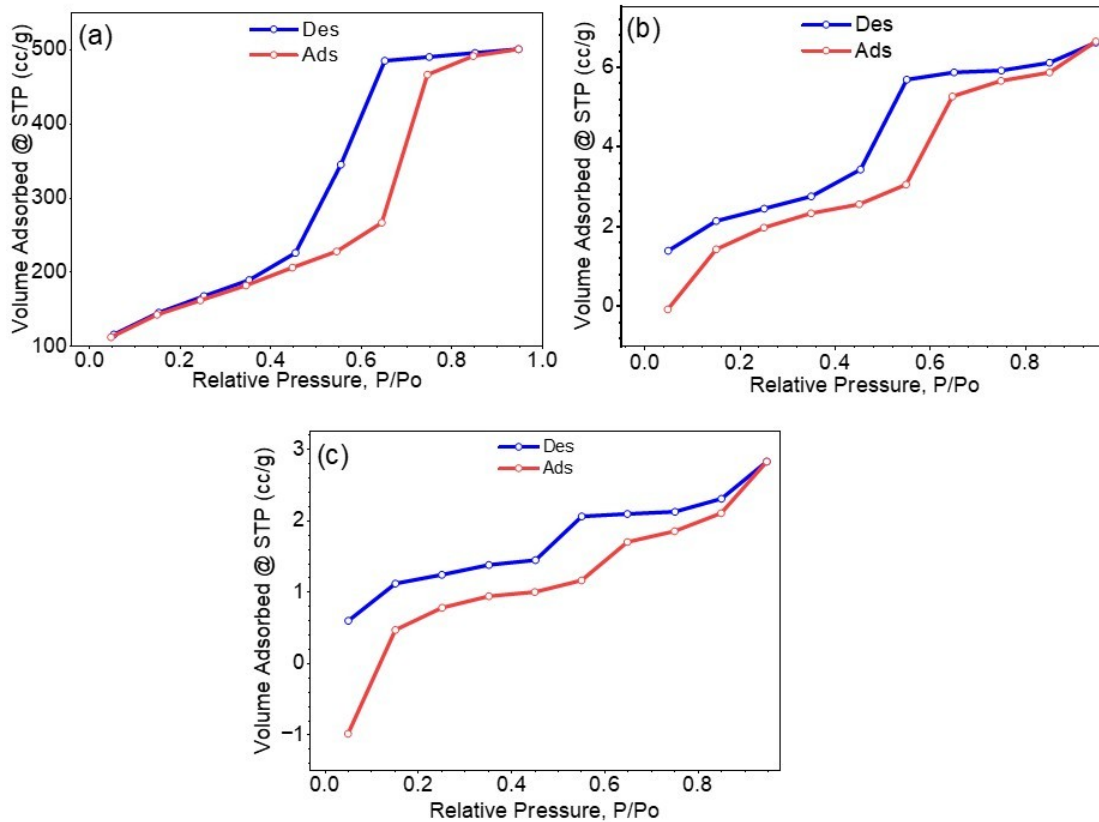 (a)
Des
Ads
500
400
300
200
100
Volume Adsorbed @ STP (cc/g)
0.0 0.2 0.4 0.6 0.8 1.0
Relative Pressure, P/Po
(b)
Des
Ads
6
4
2
0
Volume Adsorbed @ STP (cc/g)
0.0 0.2 0.4 0.6 0.8
Relative Pressure, P/Po
(c)
Des
Ads
3
2
1
0
−1
Volume Adsorbed @ STP (cc/g)
0.0 0.2 0.4 0.6 0.8
Relative Pressure, P/Po